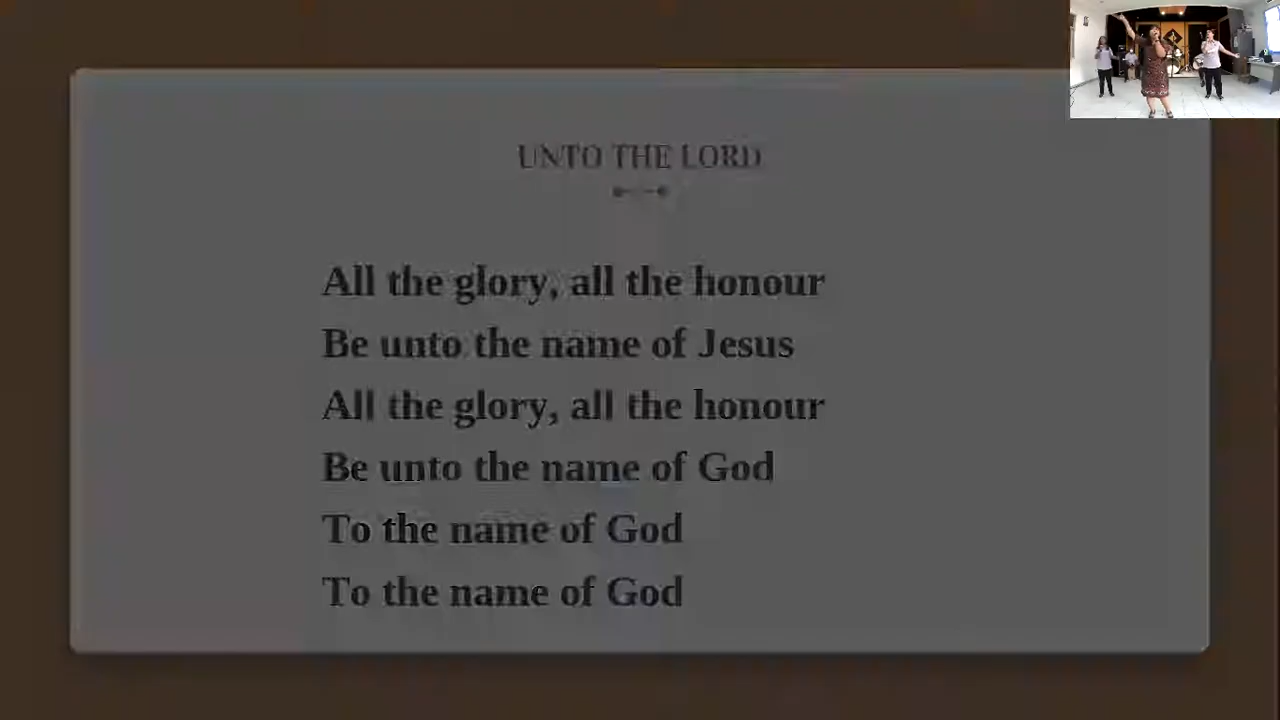 UNTO THE LORD
All the glory, all the honour
Be unto the name of Jesus
All the glory, all the honour
Be unto the name of God
To the name of God
To the name of God